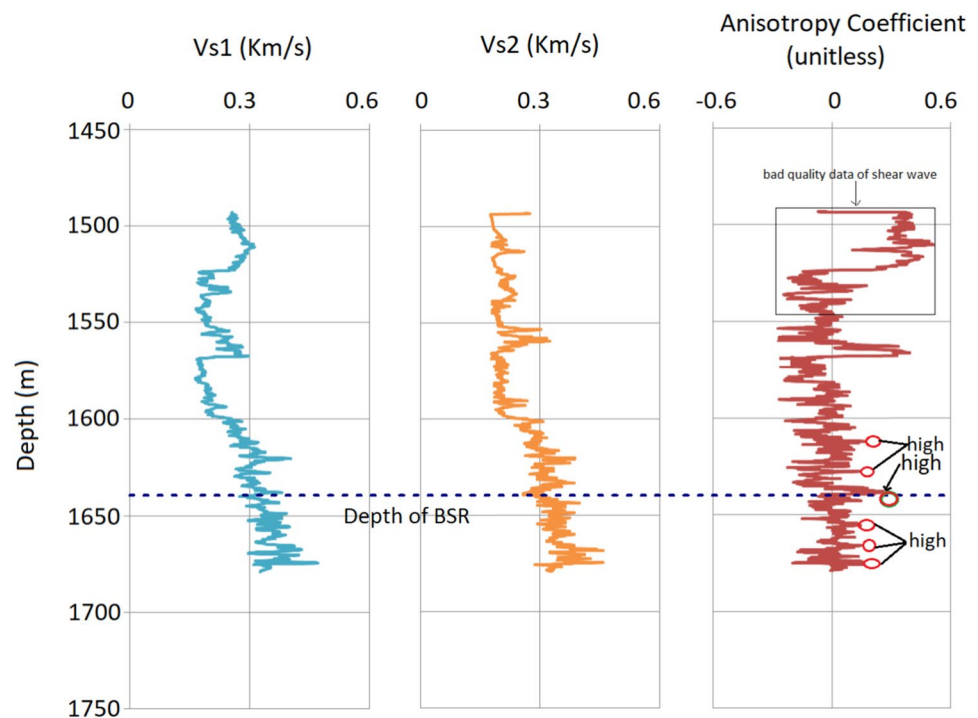 Vs1 (Km/s)
Vs2 (Km/s)
Anisotropy Coefficient
(unitless)
0 0.3 0.6
0 0.3 0.6
-0.6 0 0.6
Depth (m)
1450
1500
1550
1600
1650
1700
1750
bad quality data of shear wave
high
high
Depth of BSR
high